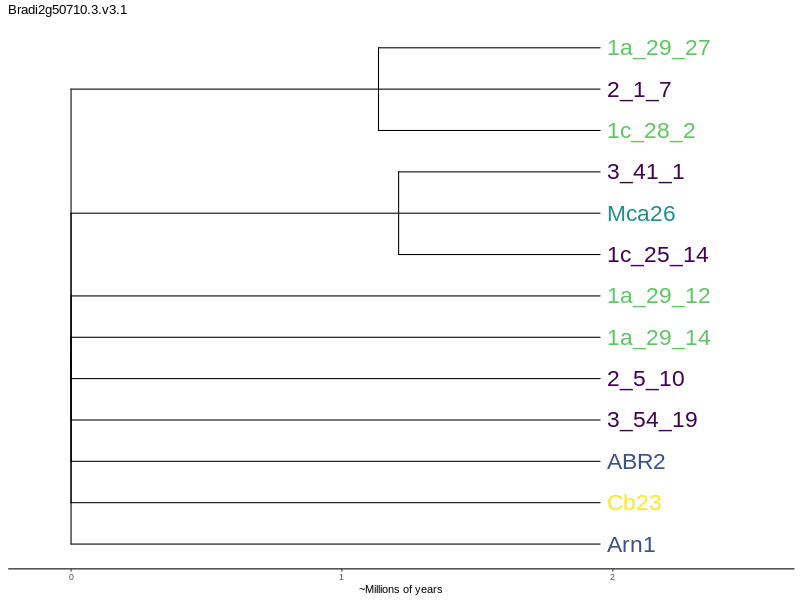 Bradi2g50710.3.v3.1
1a_29_27
2_1_7
1c_28_2
3_41_1
Mca26
1c_25_14
1a_29_12
1a_29_14
2_5_10
3_54_19
ABR2
Cb23
Arn1
0 1 2
~Millions of years